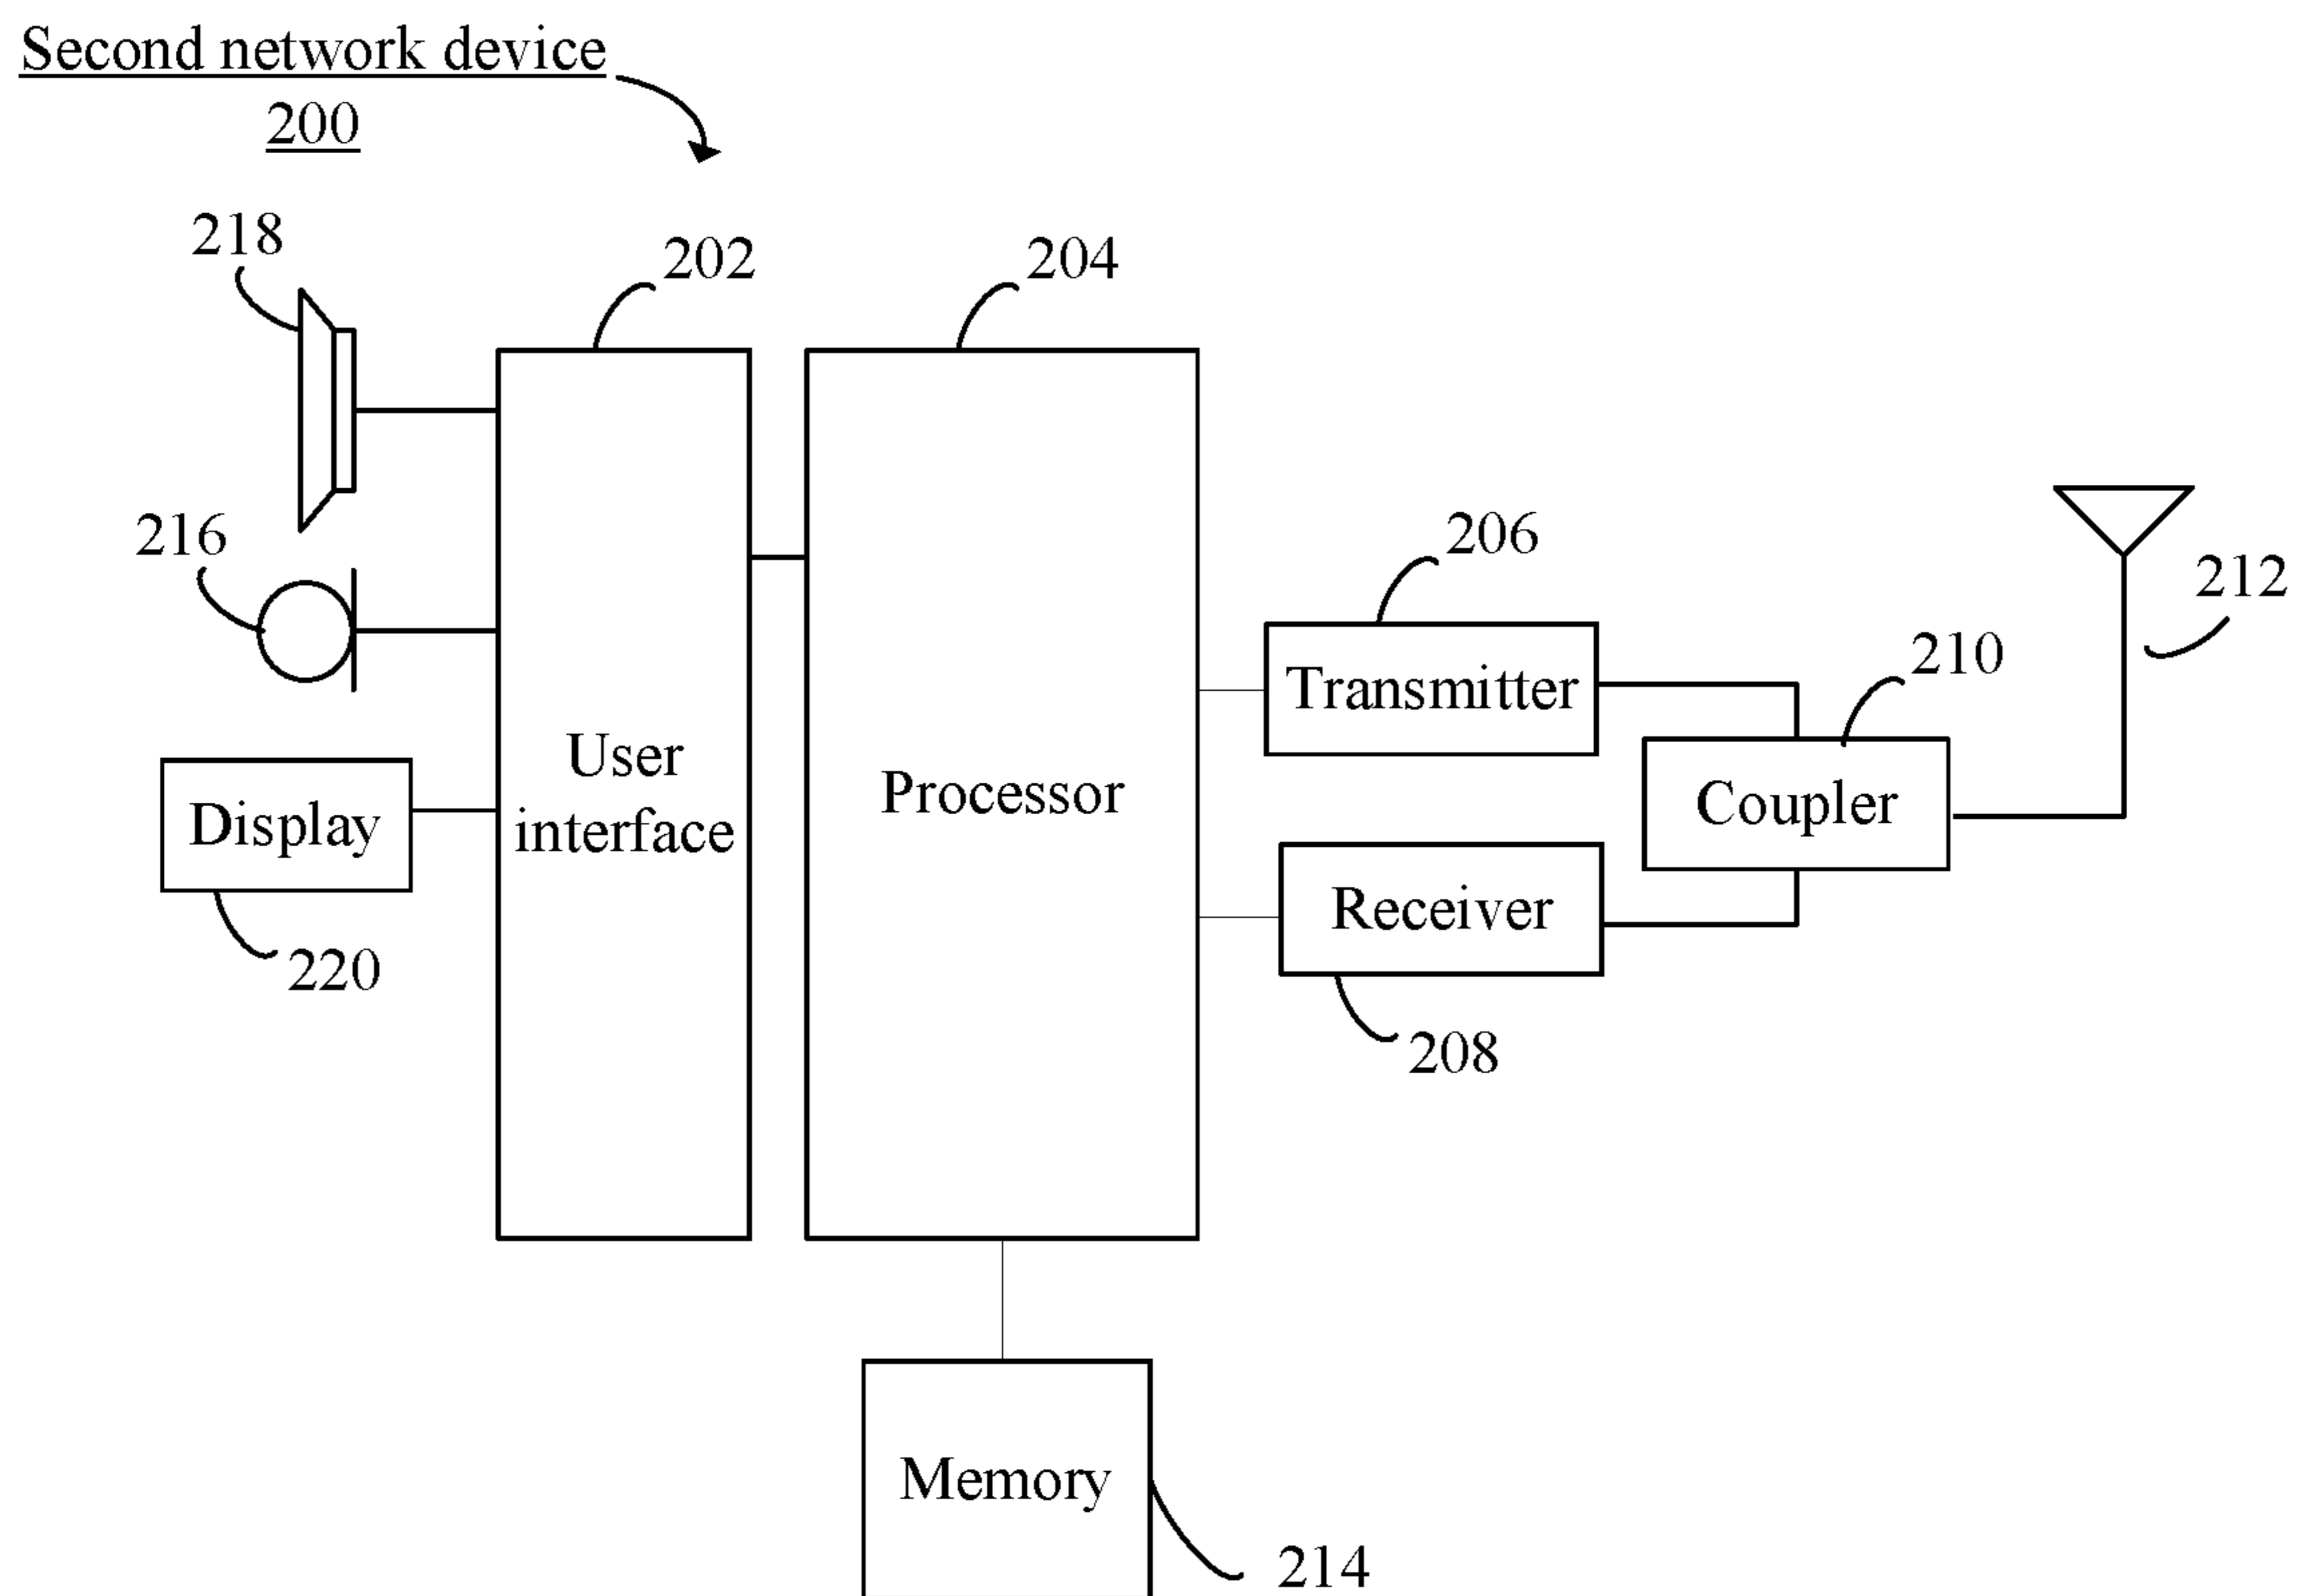 Second network device
200
218
202
204
216
206
212
210
Transmitter
User
interface
Processor
Coupler
Display
Receiver
220
208
Memory
214